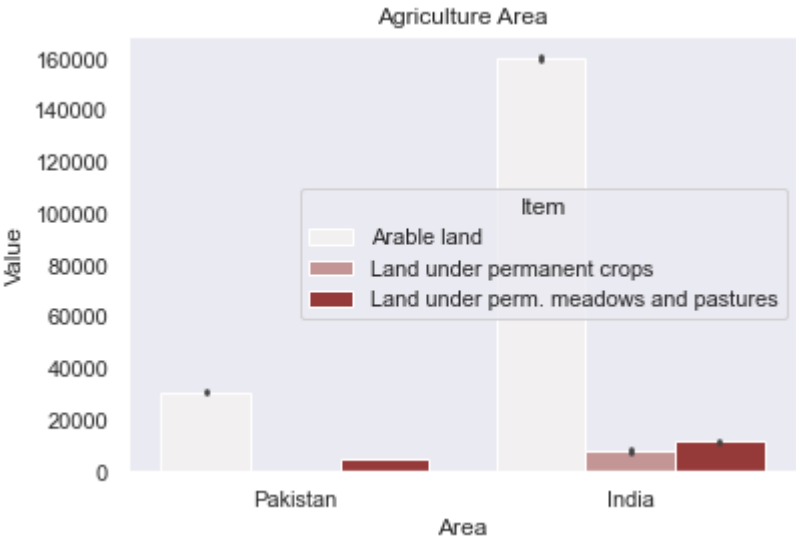 Agriculture Area
160000
140000
120000
100000
80000
60000
40000
20000
0
Value
Item
Arable land
Land under permanent crops
Land under perm. meadows and pastures
Pakistan
India
Area